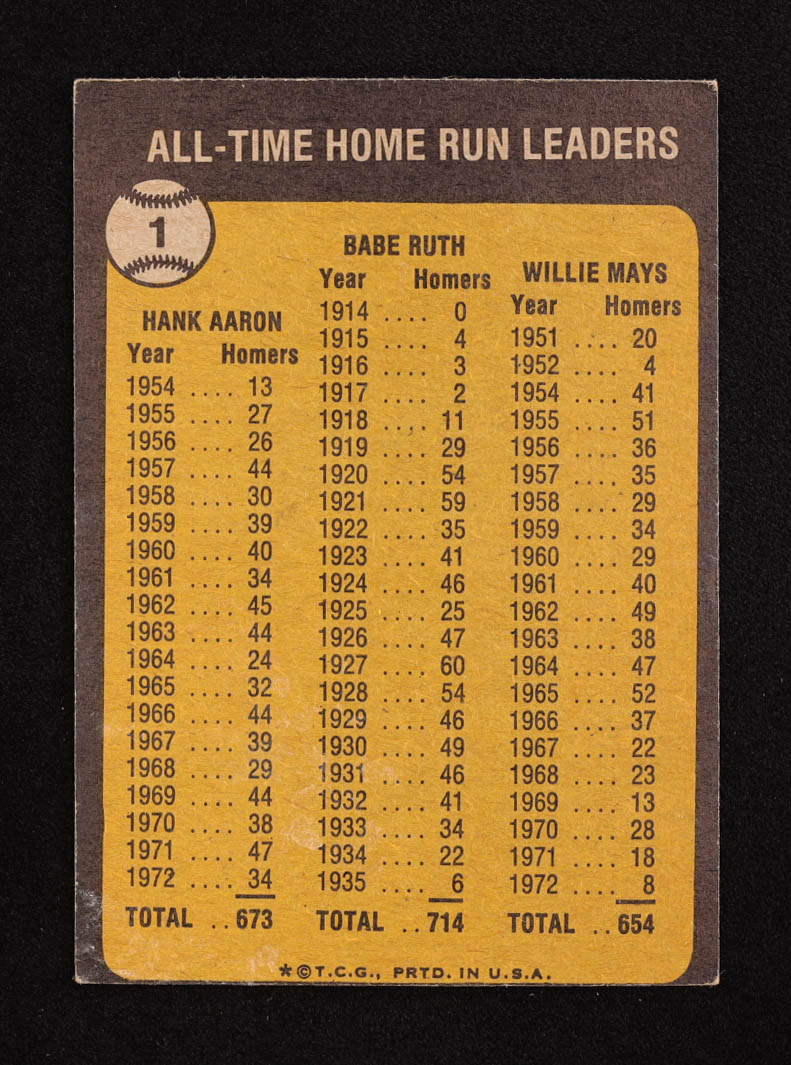 ALL-TIME HOME RUN LEADERS
1
HANK AARON
Year Homers
1954 .... 13
1955 .... 27
1956 .... 26
1957 .... 44
1958 .... 30
1959 .... 39
1960 .... 40
1961 .... 34
1962 .... 45
1963 .... 44
1964 .... 24
1965 .... 32
1966 .... 44
1967 .... 39
1968 .... 29
1969 .... 44
1970 .... 38
1971 .... 47
1972 .... 34
TOTAL .. 673
BABE RUTH
Year Homers
1914 .... 0
1915 .... 4
1916 .... 3
1917 .... 2
1918 .... 11
1919 .... 29
1920 .... 54
1921 .... 59
1922 .... 35
1923 .... 41
1924 .... 46
1925 .... 25
1926 .... 47
1927 .... 60
1928 .... 54
1929 .... 46
1930 .... 49
1931 .... 46
1932 .... 41
1933 .... 34
1934 .... 22
1935 .... 6
TOTAL .. 714
WILLIE MAYS
Year Homers
1951 .... 20
1952 .... 4
1954 .... 41
1955 .... 51
1956 .... 36
1957 .... 35
1958 .... 29
1959 .... 34
1960 .... 29
1961 .... 40
1962 .... 49
1963 .... 38
1964 .... 47
1965 .... 52
1966 .... 37
1967 .... 22
1968 .... 23
1969 .... 13
1970 .... 28
1971 .... 18
1972 .... 8
TOTAL .. 654
*©T.C.G., PRTD. IN U.S.A.